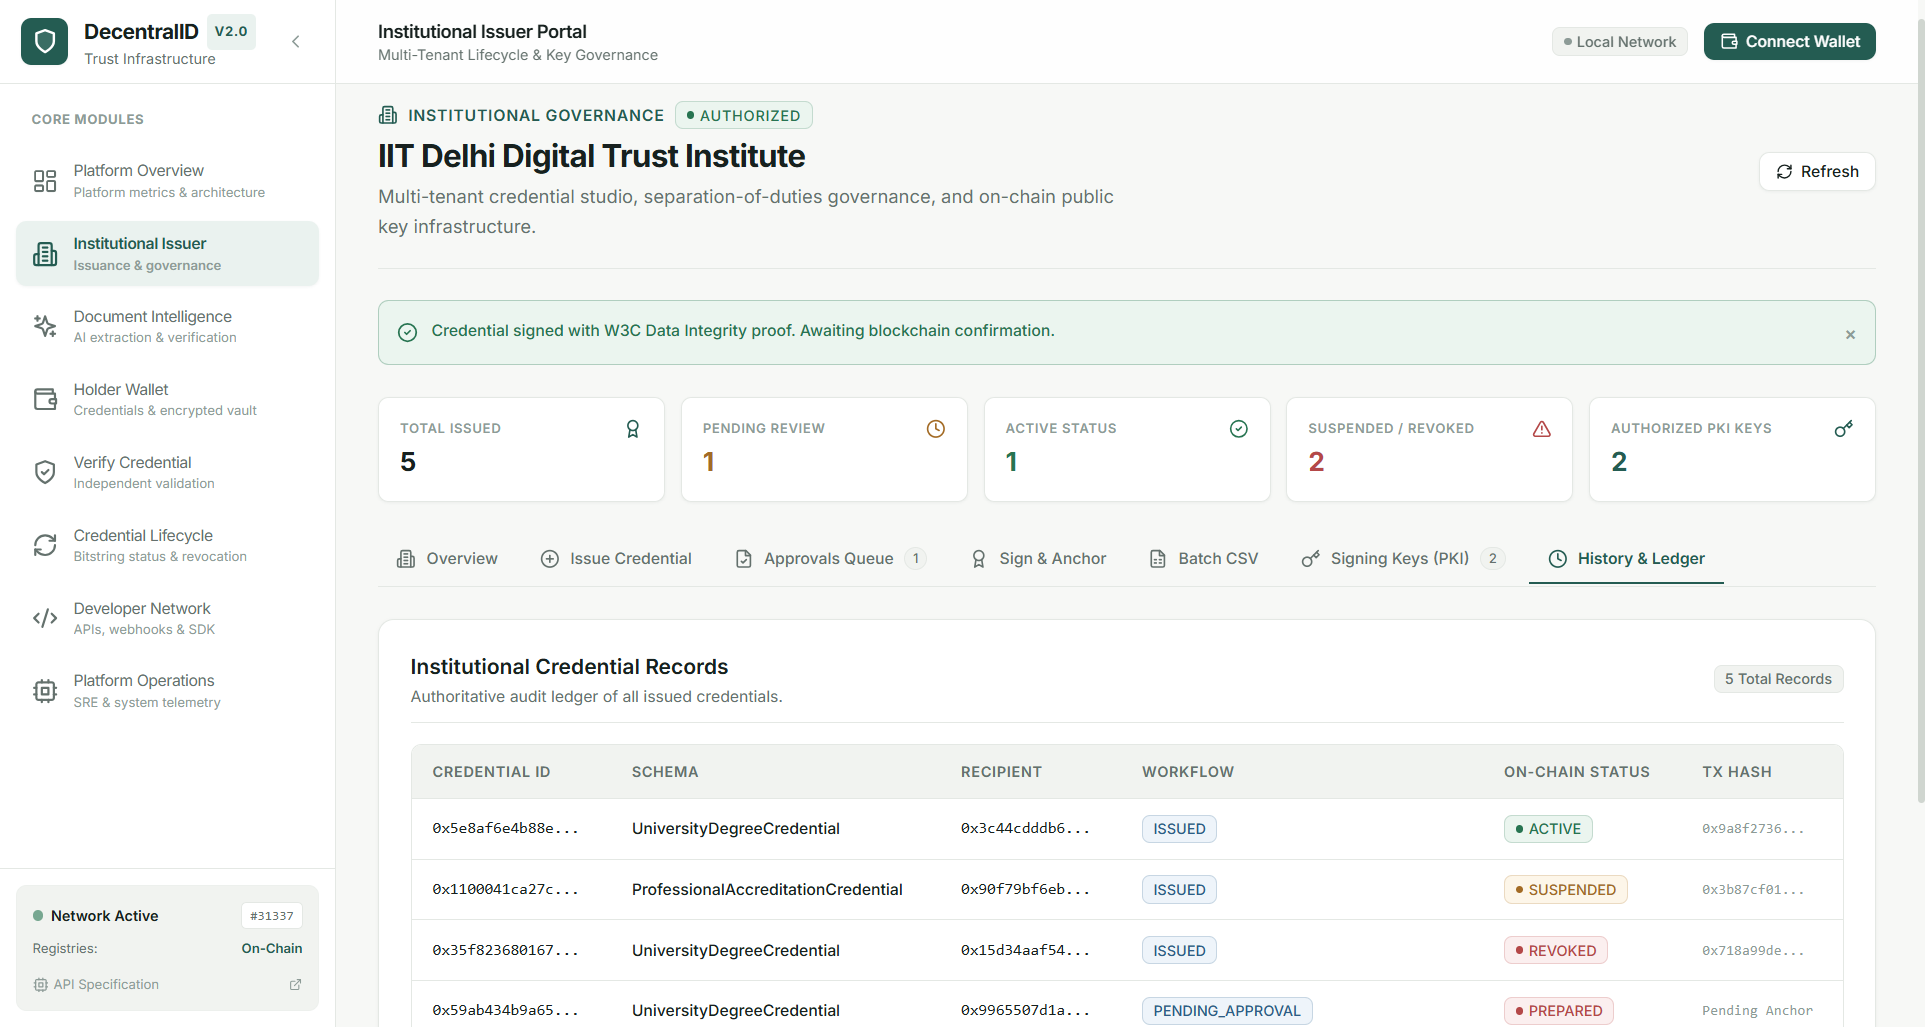 DecentralID V2.0
Trust Infrastructure
CORE MODULES
Platform Overview
Platform metrics & architecture
Institutional Issuer
Issuance & governance
Document Intelligence
AI extraction & verification
Holder Wallet
Credentials & encrypted vault
Verify Credential
Independent validation
Credential Lifecycle
Bitstring status & revocation
Developer Network
APIs, webhooks & SDK
Platform Operations
SRE & system telemetry
Network Active #31337
Registries: On-Chain
API Specification
Institutional Issuer Portal
Multi-Tenant Lifecycle & Key Governance
Local Network
Connect Wallet
INSTITUTIONAL GOVERNANCE AUTHORIZED
IIT Delhi Digital Trust Institute
Multi-tenant credential studio, separation-of-duties governance, and on-chain public
key infrastructure.
Refresh
Credential signed with W3C Data Integrity proof. Awaiting blockchain confirmation.
TOTAL ISSUED
5
PENDING REVIEW
1
ACTIVE STATUS
1
SUSPENDED / REVOKED
2
AUTHORIZED PKI KEYS
2
Overview Issue Credential Approvals Queue 1 Sign & Anchor Batch CSV Signing Keys (PKI) 2 History & Ledger
Institutional Credential Records
Authoritative audit ledger of all issued credentials.
5 Total Records
CREDENTIAL ID SCHEMA RECIPIENT WORKFLOW ON-CHAIN STATUS TX HASH
0x5e8af6e4b88e... UniversityDegreeCredential 0x3c44cdddb6... ISSUED ACTIVE 0x9a8f2736...
0x1100041ca27c... ProfessionalAccreditationCredential 0x90f79bf6eb... ISSUED SUSPENDED 0x3b87cf01...
0x35f823680167... UniversityDegreeCredential 0x15d34aaf54... ISSUED REVOKED 0x718a99de...
0x59ab434b9a65... UniversityDegreeCredential 0x9965507d1a... PENDING_APPROVAL PREPARED Pending Anchor